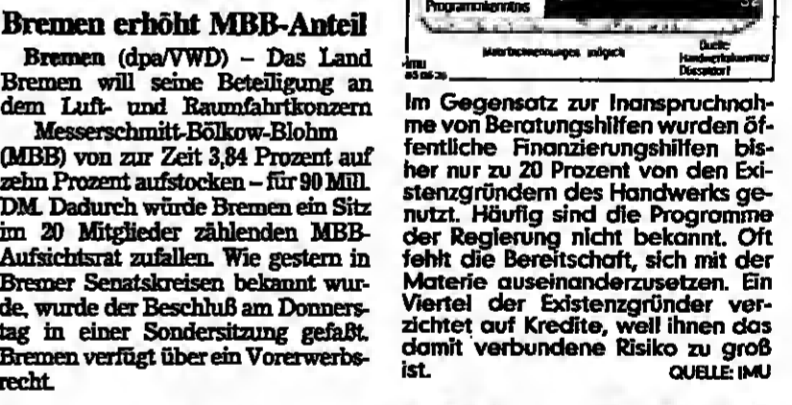 Bremen erhöht MBB-Anteil
Bremen (dpa/VWD) – Das Land
Bremen will seine Beteiligung an
dem Luft- und Raumfahrtkonzern
Messerschmitt-Bölkow-Blohm
(MBB) von zur Zeit 3,84 Prozent auf
zehn Prozent aufstocken – für 90 Mill.
DM. Dadurch würde Bremen ein Sitz
im 20 Mitglieder zählenden MBB-
Aufsichtsrat zufallen. Wie gestern in
Bremer Senatskreisen bekannt wur-
de, wurde der Beschluß am Donners-
tag in einer Sondersitzung gefaßt.
Bremen verfügt über ein Vorerwerbs-
recht.
Programmkenntnis
Mehrfachnennungen möglich
Quelle:
Handwerkskammer
Düsseldorf
imu
Im Gegensatz zur Inanspruchnah-
me von Beratungshilfen wurden öf-
fentliche Finanzierungshilfen bis-
her nur zu 20 Prozent von den Exi-
stenzgründern des Handwerks ge-
nutzt. Häufig sind die Programme
der Regierung nicht bekannt. Oft
fehlt die Bereitschaft, sich mit der
Materie auseinanderzusetzen. Ein
Viertel der Existenzgründer ver-
zichtet auf Kredite, weil ihnen das
damit verbundene Risiko zu groß
ist. QUELLE: IMU